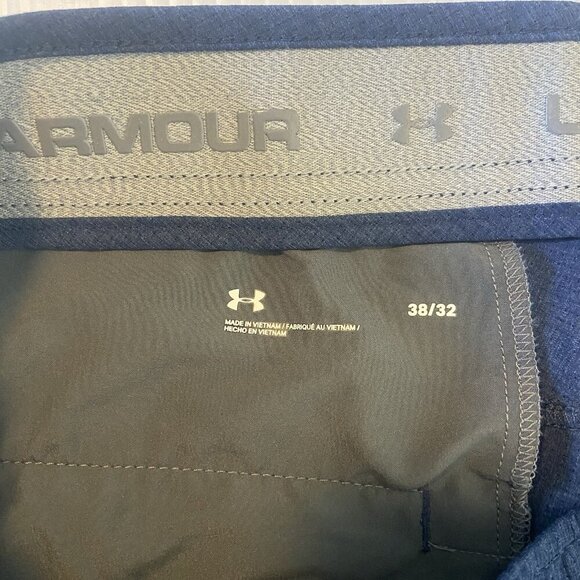 ARMOUR U
38/32
MADE IN VIETNAM / FABRIQUÉ AU VIETNAM /
HECHO EN VIETNAM